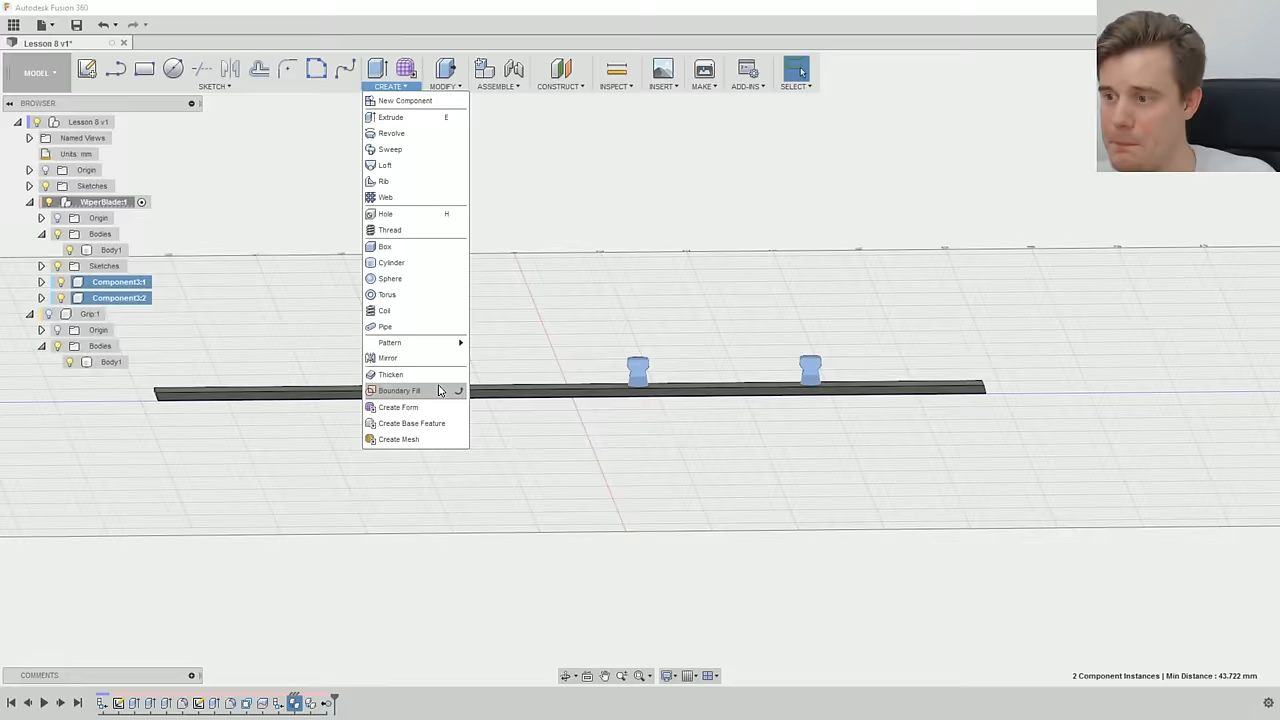 Autodesk Fusion 360
Lesson 8 v1*
MODEL
SKETCH
CREATE
MODIFY
ASSEMBLE
CONSTRUCT
INSPECT
INSERT
MAKE
ADD-INS
SELECT
BROWSER
Lesson 8 v1
Named Views
Units: mm
Origin
Sketches
WiperBlade:1
Origin
Bodies
Body1
Sketches
Component3:1
Component3:2
Grip:1
Origin
Bodies
Body1
New Component
Extrude E
Revolve
Sweep
Loft
Rib
Web
Hole H
Thread
Box
Cylinder
Sphere
Torus
Coil
Pipe
Pattern
Mirror
Thicken
Boundary Fill
Create Form
Create Base Feature
Create Mesh
COMMENTS
2 Component Instances | Min Distance : 43.722 mm